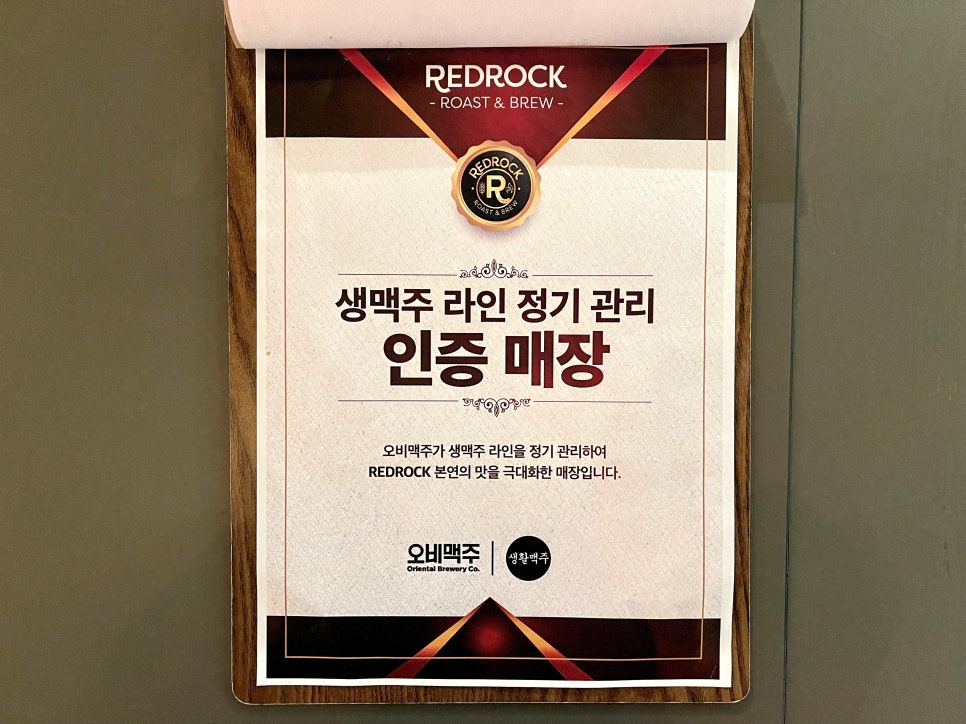 REDROCK
- ROAST & BREW -
REDROCK
R
ROAST & BREW
생맥주 라인 정기 관리
인증 매장
오비맥주가 생맥주 라인을 정기 관리하여
REDROCK 본연의 맛을 극대화한 매장입니다.
오비맥주
Oriental Brewery Co.
생활맥주